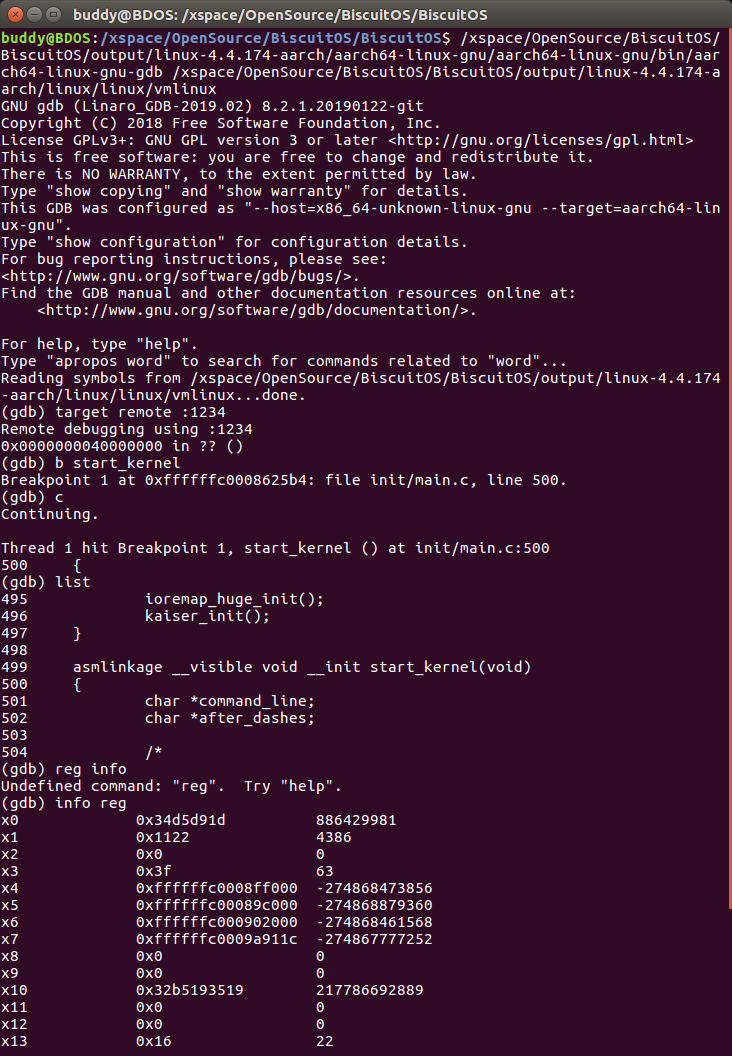 buddy@BDOS: /xspace/OpenSource/BiscuitOS/BiscuitOS
buddy@BDOS:/xspace/OpenSource/BiscuitOS/BiscuitOS$ /xspace/OpenSource/BiscuitOS/
BiscuitOS/output/linux-4.4.174-aarch/aarch64-linux-gnu/aarch64-linux-gnu/bin/aar
ch64-linux-gnu-gdb /xspace/OpenSource/BiscuitOS/BiscuitOS/output/linux-4.4.174-a
arch/linux/linux/vmlinux
GNU gdb (Linaro_GDB-2019.02) 8.2.1.20190122-git
Copyright (C) 2018 Free Software Foundation, Inc.
License GPLv3+: GNU GPL version 3 or later <http://gnu.org/licenses/gpl.html>
This is free software: you are free to change and redistribute it.
There is NO WARRANTY, to the extent permitted by law.
Type "show copying" and "show warranty" for details.
This GDB was configured as "--host=x86_64-unknown-linux-gnu --target=aarch64-lin
ux-gnu".
Type "show configuration" for configuration details.
For bug reporting instructions, please see:
<http://www.gnu.org/software/gdb/bugs/>.
Find the GDB manual and other documentation resources online at:
    <http://www.gnu.org/software/gdb/documentation/>.

For help, type "help".
Type "apropos word" to search for commands related to "word"...
Reading symbols from /xspace/OpenSource/BiscuitOS/BiscuitOS/output/linux-4.4.174
-aarch/linux/linux/vmlinux...done.
(gdb) target remote :1234
Remote debugging using :1234
0x0000000040000000 in ?? ()
(gdb) b start_kernel
Breakpoint 1 at 0xffffffc0008625b4: file init/main.c, line 500.
(gdb) c
Continuing.

Thread 1 hit Breakpoint 1, start_kernel () at init/main.c:500
500     {
(gdb) list
495             ioremap_huge_init();
496             kaiser_init();
497     }
498
499     asmlinkage __visible void __init start_kernel(void)
500     {
501             char *command_line;
502             char *after_dashes;
503
504             /*
(gdb) reg info
Undefined command: "reg".  Try "help".
(gdb) info reg
x0             0x34d5d91d          886429981
x1             0x1122              4386
x2             0x0                 0
x3             0x3f                63
x4             0xffffffc0008ff000  -274868473856
x5             0xffffffc00089c000  -274868879360
x6             0xffffffc000902000  -274868461568
x7             0xffffffc0009a911c  -274867777252
x8             0x0                 0
x9             0x0                 0
x10            0x32b5193519        217786692889
x11            0x0                 0
x12            0x0                 0
x13            0x16                22